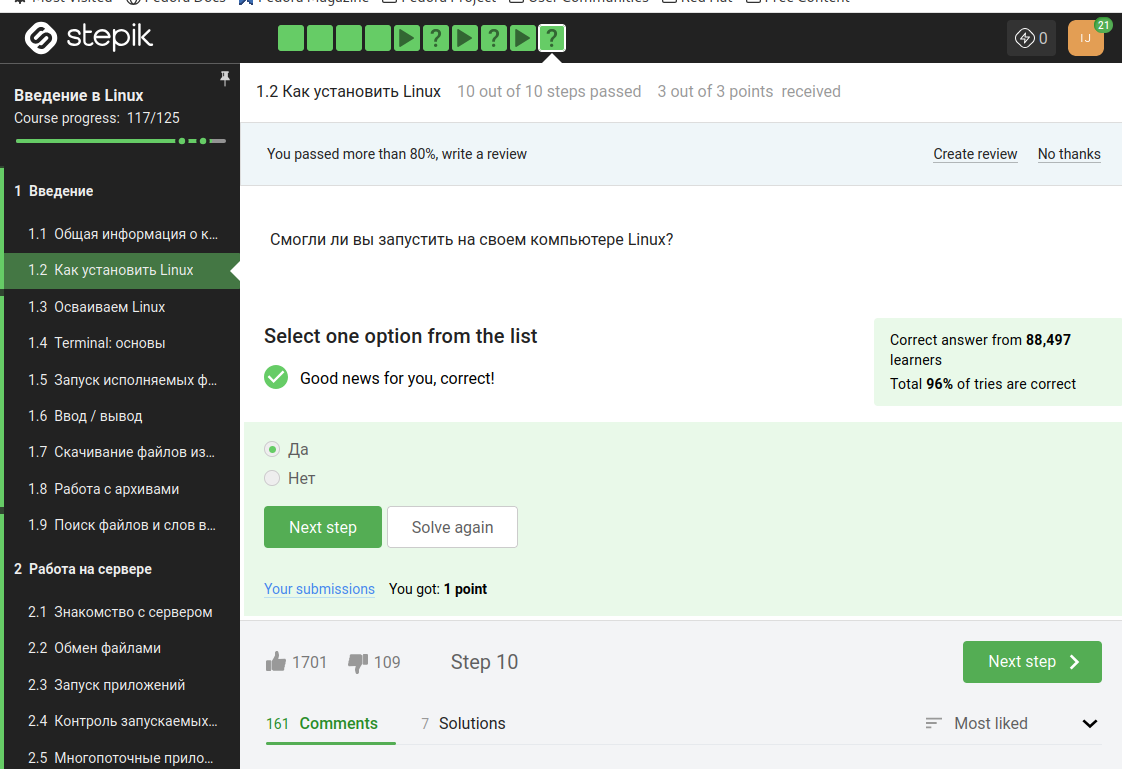 Most Visited Fedora Docs Fedora Magazine Fedora Project User Communities Red Hat Free Content
stepik
? ? ? 0 IJ 21
Введение в Linux
Course progress: 117/125
1 Введение
1.1 Общая информация о к...
1.2 Как установить Linux
1.3 Осваиваем Linux
1.4 Terminal: основы
1.5 Запуск исполняемых ф...
1.6 Ввод / вывод
1.7 Скачивание файлов из...
1.8 Работа с архивами
1.9 Поиск файлов и слов в...
2 Работа на сервере
2.1 Знакомство с сервером
2.2 Обмен файлами
2.3 Запуск приложений
2.4 Контроль запускаемых...
2.5 Многопоточные прило...
1.2 Как установить Linux 10 out of 10 steps passed 3 out of 3 points received
You passed more than 80%, write a review Create review No thanks
Смогли ли вы запустить на своем компьютере Linux?
Select one option from the list
Good news for you, correct!
Correct answer from 88,497
learners
Total 96% of tries are correct
Да
Нет
Next step Solve again
Your submissions You got: 1 point
1701 109 Step 10 Next step
161 Comments 7 Solutions Most liked